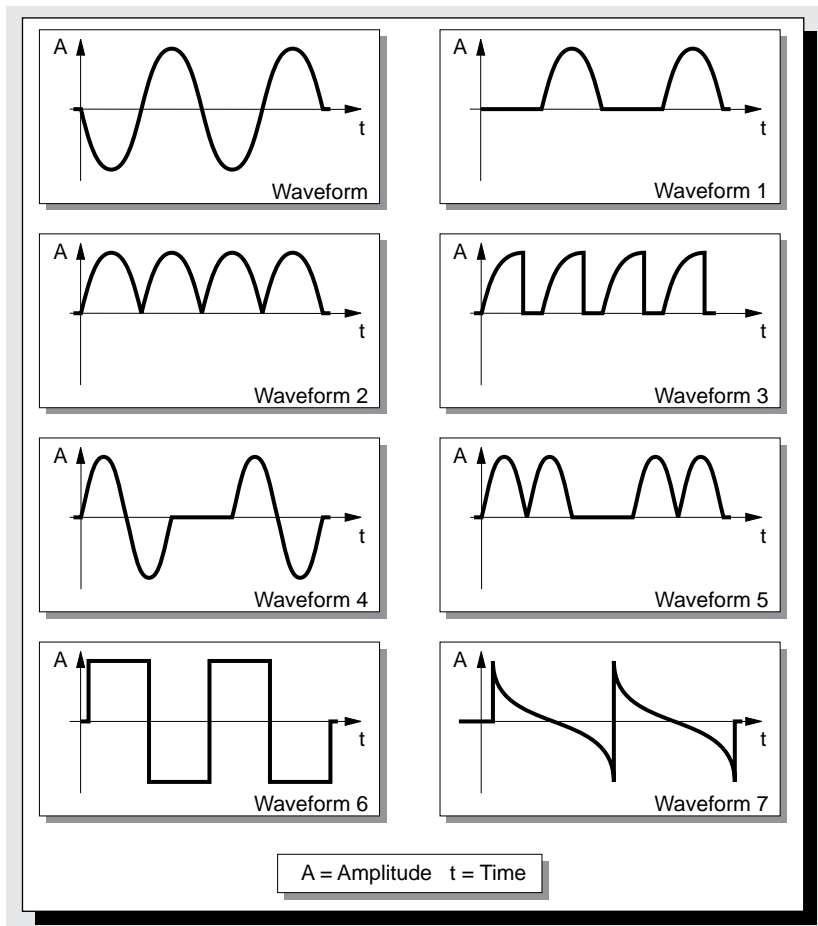 A
t
Waveform
A
t
Waveform 1
A
t
Waveform 2
A
t
Waveform 3
A
t
Waveform 4
A
t
Waveform 5
A
t
Waveform 6
A
t
Waveform 7
A = Amplitude t = Time